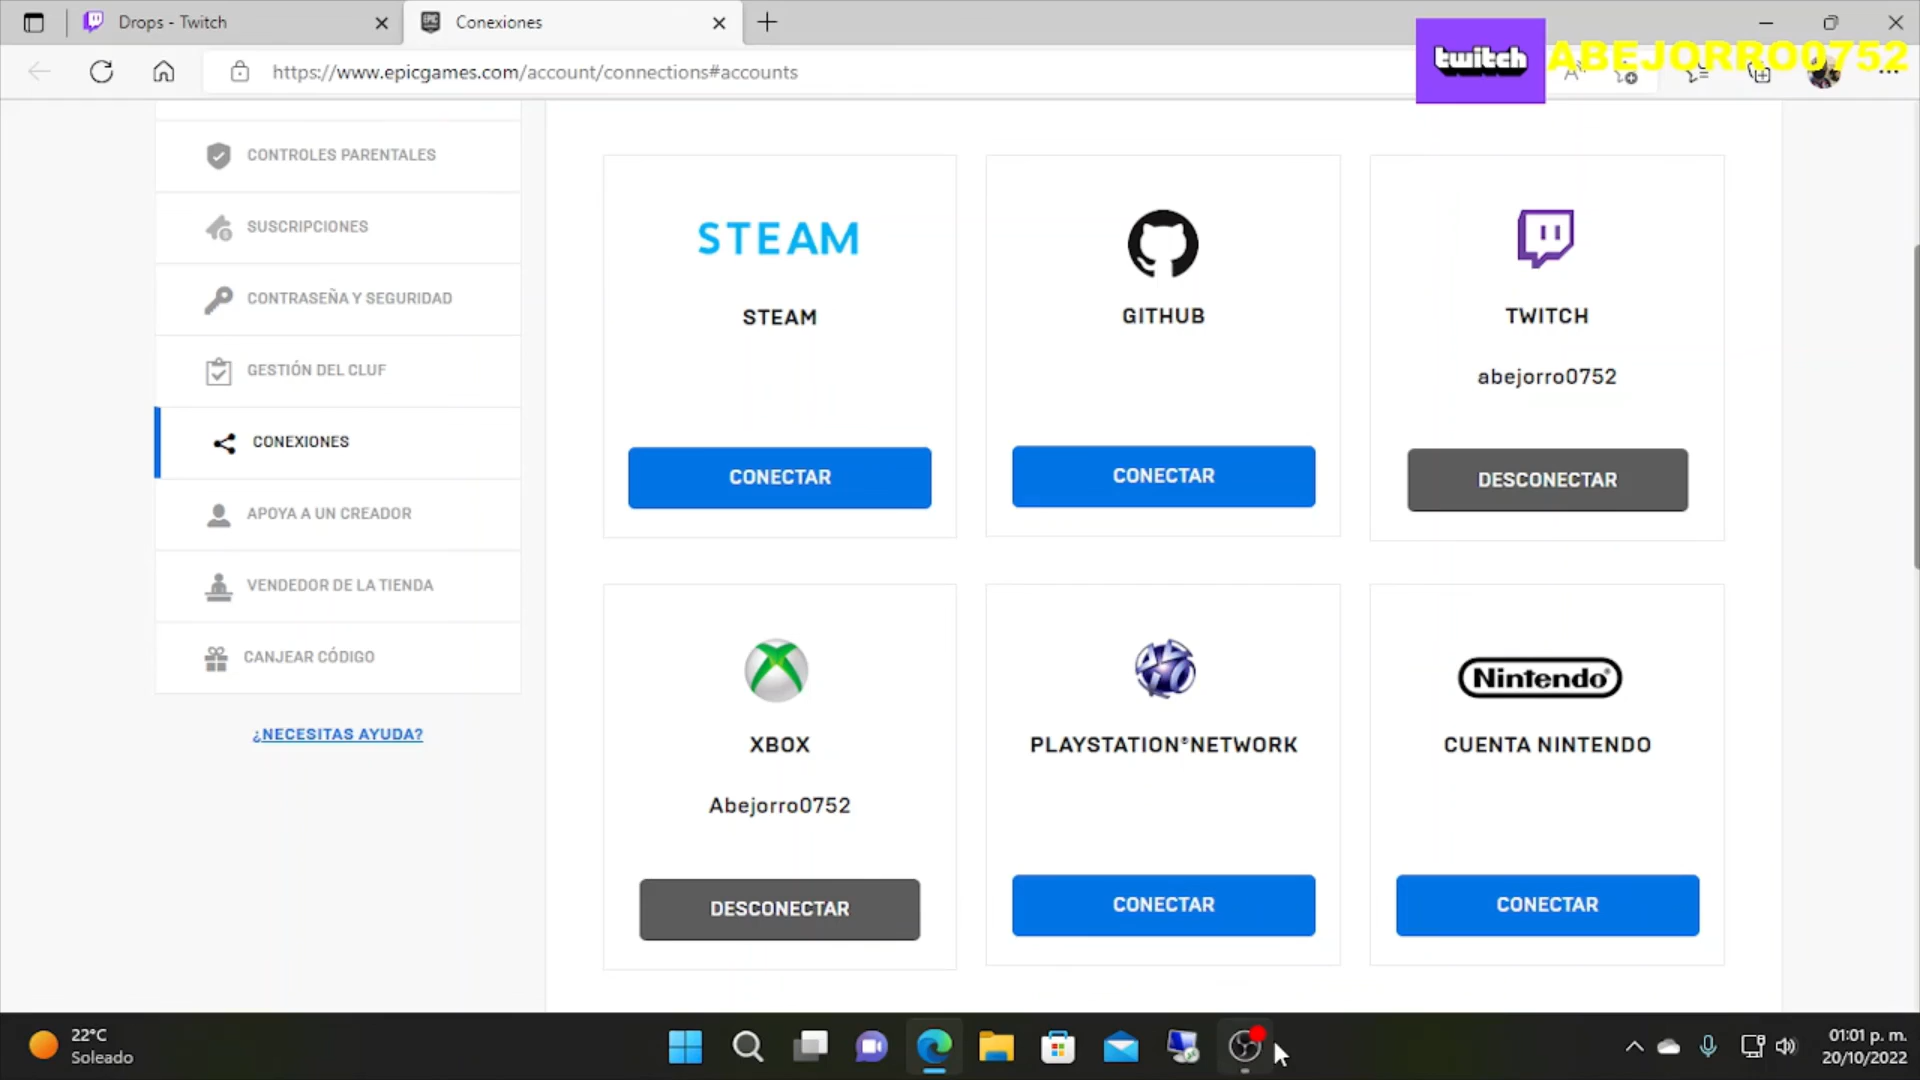 Drops - Twitch
Conexiones
https://www.epicgames.com/account/connections#accounts
twitch
ABEJORRO0752
CONTROLES PARENTALES
SUSCRIPCIONES
CONTRASEÑA Y SEGURIDAD
GESTIÓN DEL CLUF
CONEXIONES
APOYA A UN CREADOR
VENDEDOR DE LA TIENDA
CANJEAR CÓDIGO
¿NECESITAS AYUDA?
STEAM
STEAM
CONECTAR
GITHUB
CONECTAR
TWITCH
abejorro0752
DESCONECTAR
XBOX
Abejorro0752
DESCONECTAR
PLAYSTATION®NETWORK
CONECTAR
Nintendo®
CUENTA NINTENDO
CONECTAR
22°C
Soleado
01:01 p. m.
20/10/2022